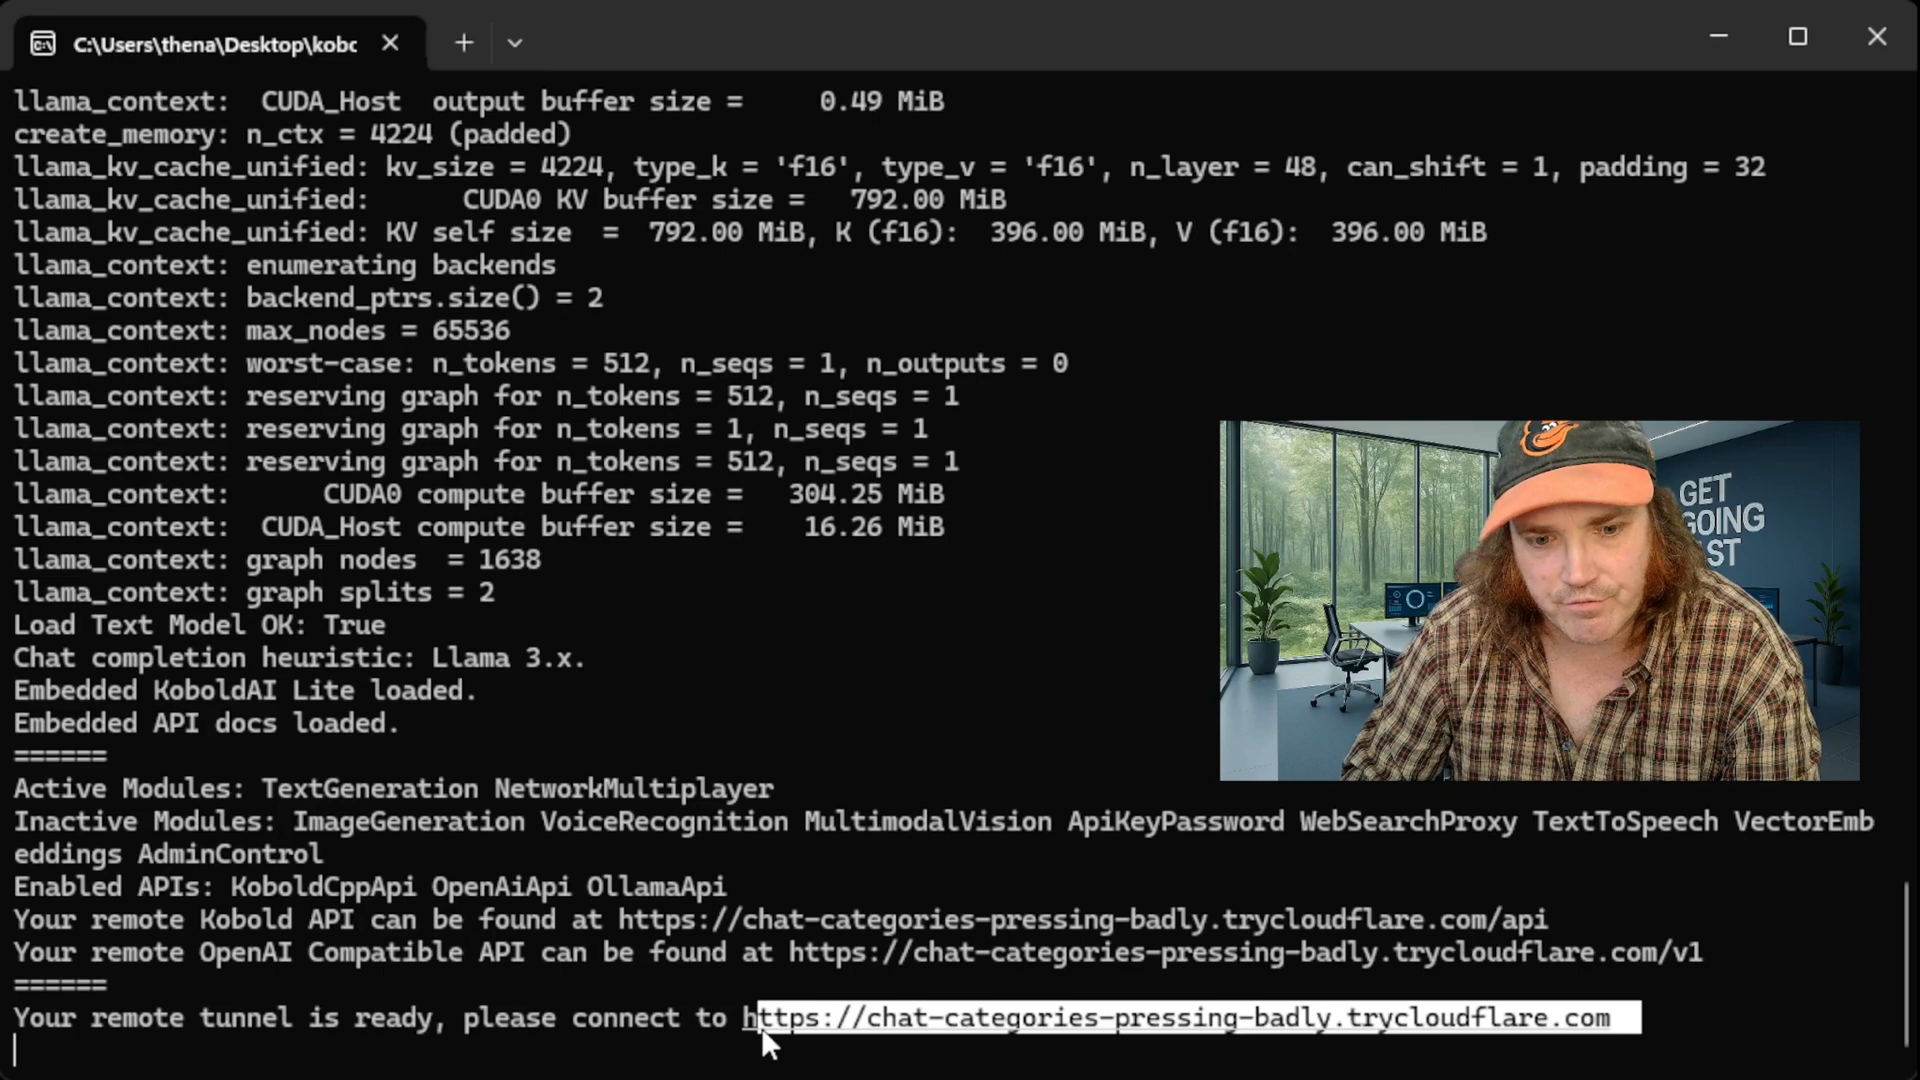 C:\Users\thena\Desktop\kobc
llama_context:  CUDA_Host  output buffer size =     0.49 MiB
create_memory: n_ctx = 4224 (padded)
llama_kv_cache_unified: kv_size = 4224, type_k = 'f16', type_v = 'f16', n_layer = 48, can_shift = 1, padding = 32
llama_kv_cache_unified:      CUDA0 KV buffer size =   792.00 MiB
llama_kv_cache_unified: KV self size  =  792.00 MiB, K (f16):  396.00 MiB, V (f16):  396.00 MiB
llama_context: enumerating backends
llama_context: backend_ptrs.size() = 2
llama_context: max_nodes = 65536
llama_context: worst-case: n_tokens = 512, n_seqs = 1, n_outputs = 0
llama_context: reserving graph for n_tokens = 512, n_seqs = 1
llama_context: reserving graph for n_tokens = 1, n_seqs = 1
llama_context: reserving graph for n_tokens = 512, n_seqs = 1
llama_context:      CUDA0 compute buffer size =   304.25 MiB
llama_context:  CUDA_Host compute buffer size =    16.26 MiB
llama_context: graph nodes  = 1638
llama_context: graph splits = 2
Load Text Model OK: True
Chat completion heuristic: Llama 3.x.
Embedded KoboldAI Lite loaded.
Embedded API docs loaded.
======
Active Modules: TextGeneration NetworkMultiplayer
Inactive Modules: ImageGeneration VoiceRecognition MultimodalVision ApiKeyPassword WebSearchProxy TextToSpeech VectorEmb
eddings AdminControl
Enabled APIs: KoboldCppApi OpenAiApi OllamaApi
Your remote Kobold API can be found at https://chat-categories-pressing-badly.trycloudflare.com/api
Your remote OpenAI Compatible API can be found at https://chat-categories-pressing-badly.trycloudflare.com/v1
======
Your remote tunnel is ready, please connect to https://chat-categories-pressing-badly.trycloudflare.com
GET
GOING